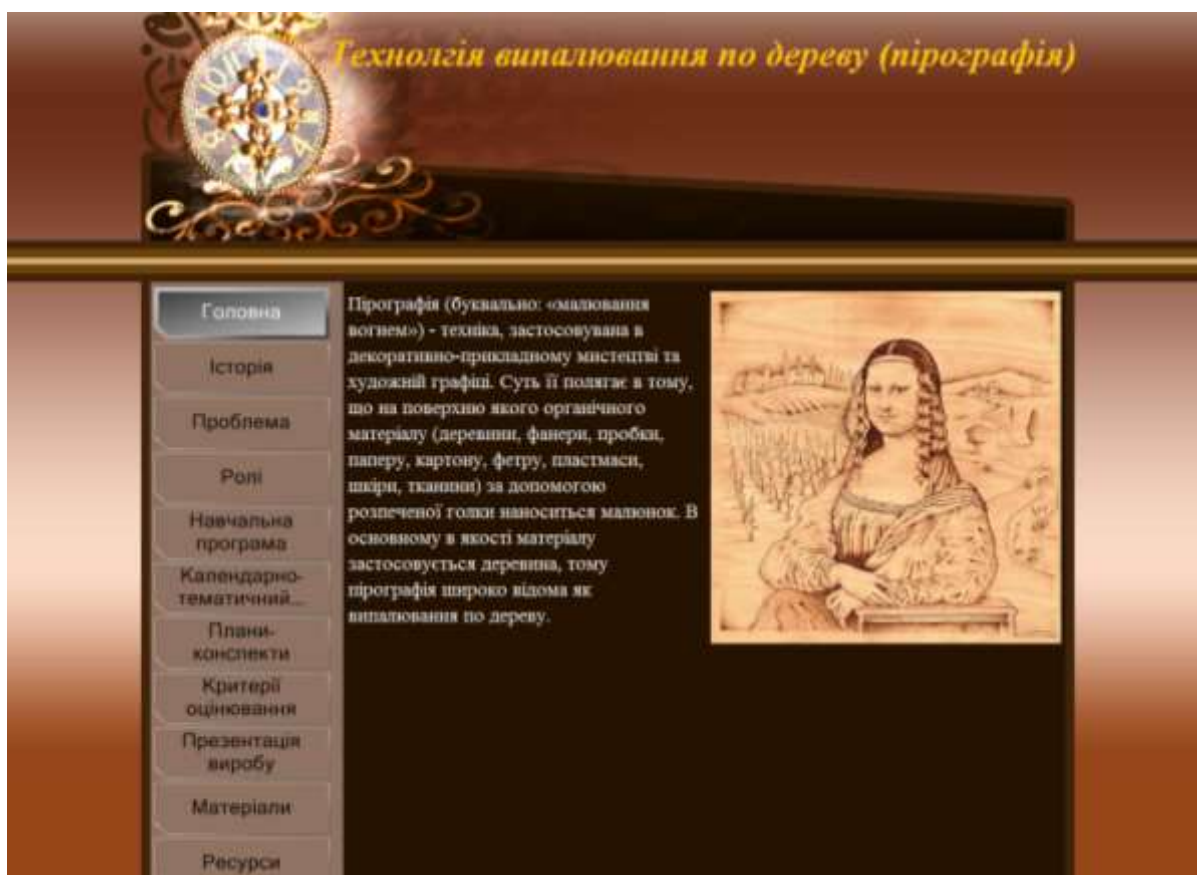 Технолгія випалювання по дереву (пірографія)
Головна
Історія
Проблема
Ролі
Навчальна
програма
Календарно-
тематичний...
Плани-
конспекти
Критерії
оцінювання
Презентація
виробу
Матеріали
Ресурси
Пірографія (буквально: «малювання
вогнем») - техніка, застосовувана в
декоративно-прикладному мистецтві та
художній графіці. Суть її полягає в тому,
що на поверхню якого органічного
матеріалу (деревини, фанери, пробки,
паперу, картону, фетру, пластмаси,
шкіри, тканини) за допомогою
розпеченої голки наноситься малюнок. В
основному в якості матеріалу
застосовується деревина, тому
пірографія широко відома як
випалювання по дереву.